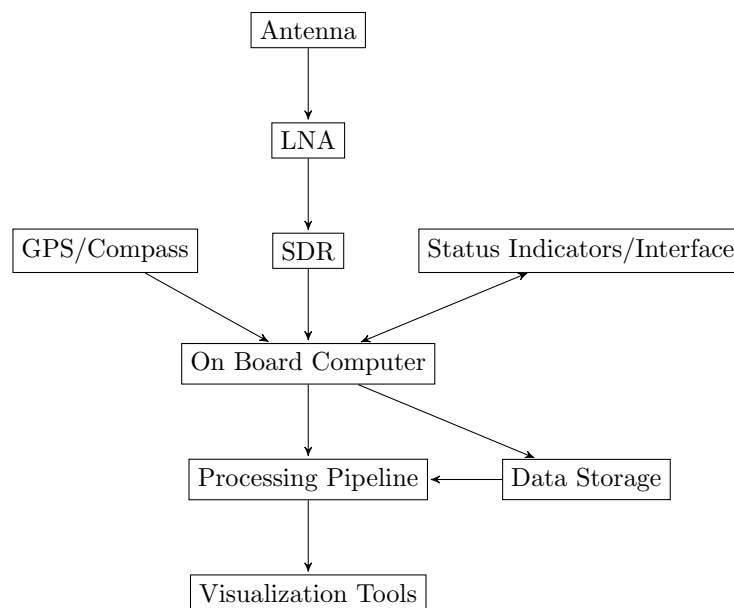 Antenna
LNA
GPS/Compass
SDR
Status Indicators/Interface
On Board Computer
Processing Pipeline
Data Storage
Visualization Tools